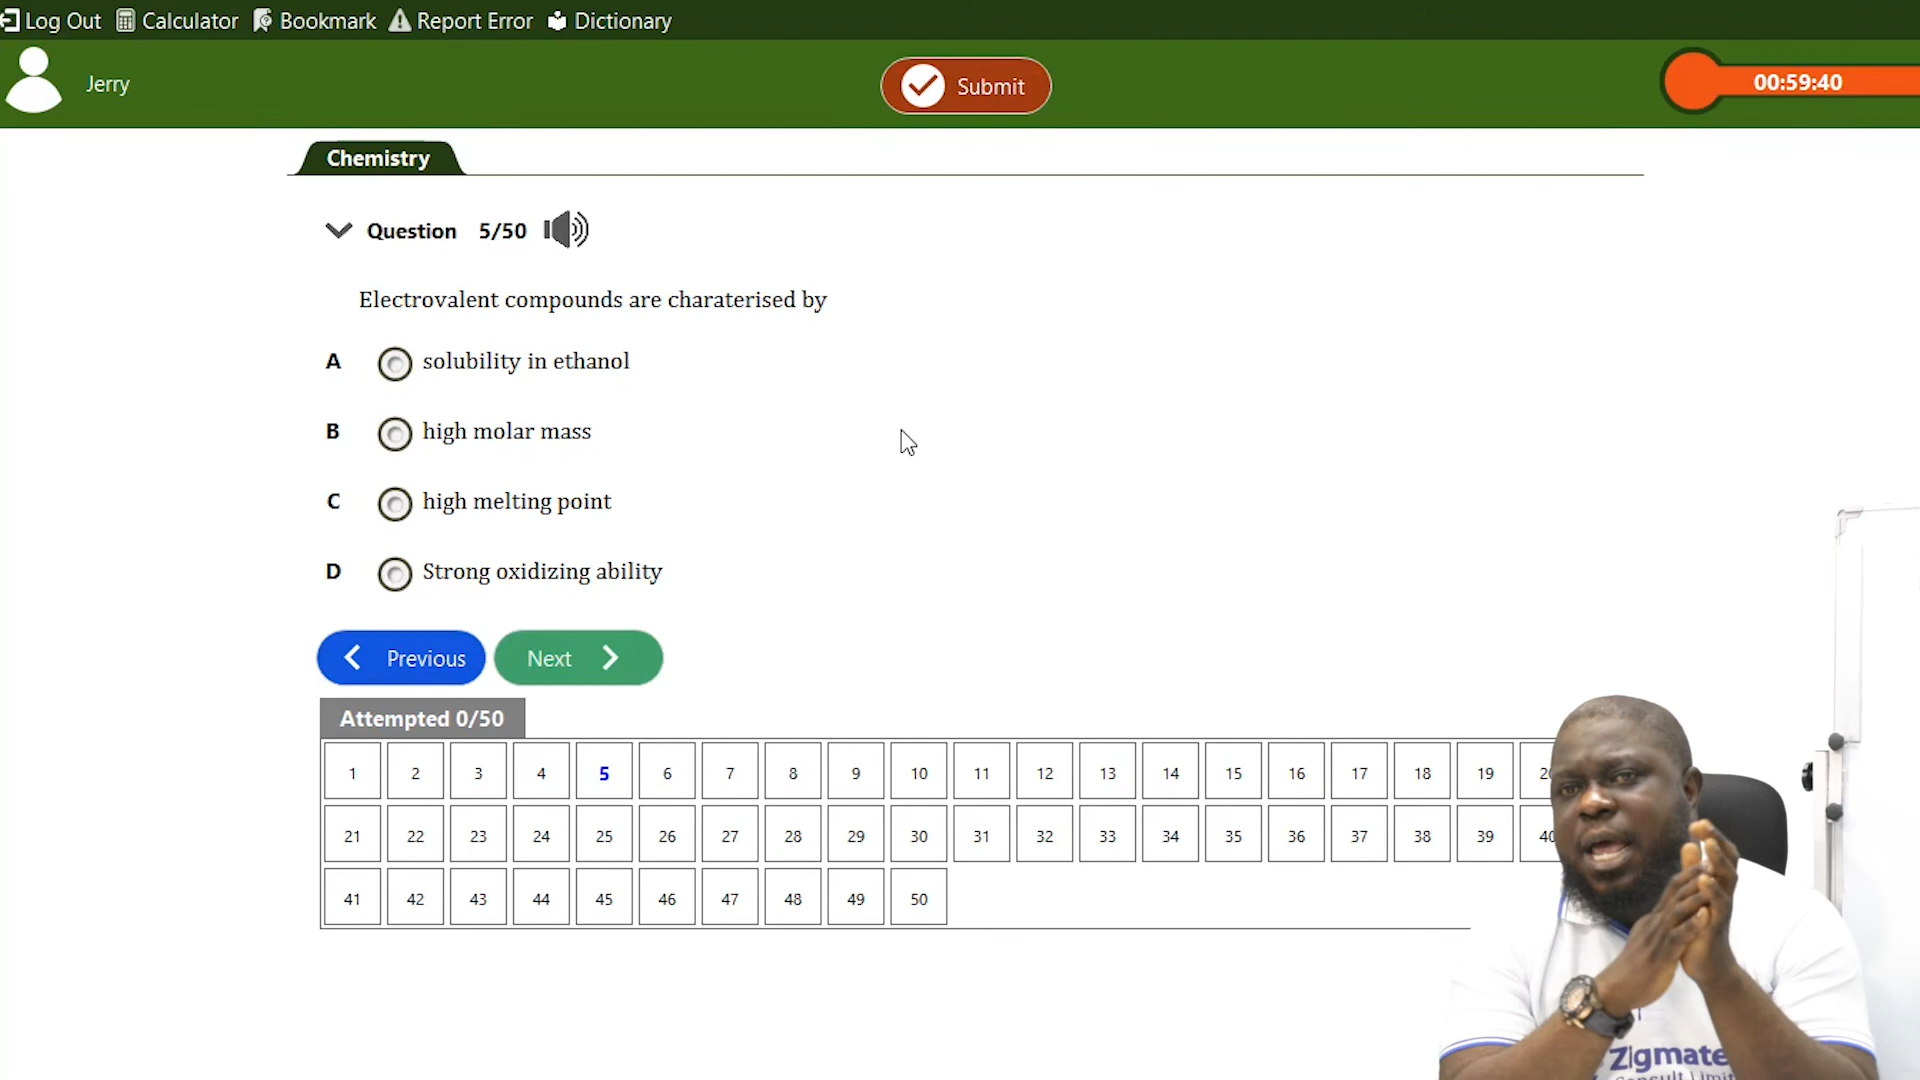 Log Out Calculator Bookmark Report Error Dictionary
Jerry
Submit
00:59:40
Chemistry
Question 5/50
Electrovalent compounds are charaterised by
A solubility in ethanol
B high molar mass
C high melting point
D Strong oxidizing ability
Previous Next
Attempted 0/50
1 2 3 4 5 6 7 8 9 10 11 12 13 14 15 16 17 18 19
21 22 23 24 25 26 27 28 29 30 31 32 33 34 35 36 37 38 39 40
41 42 43 44 45 46 47 48 49 50
Zigmate
Consult Limit